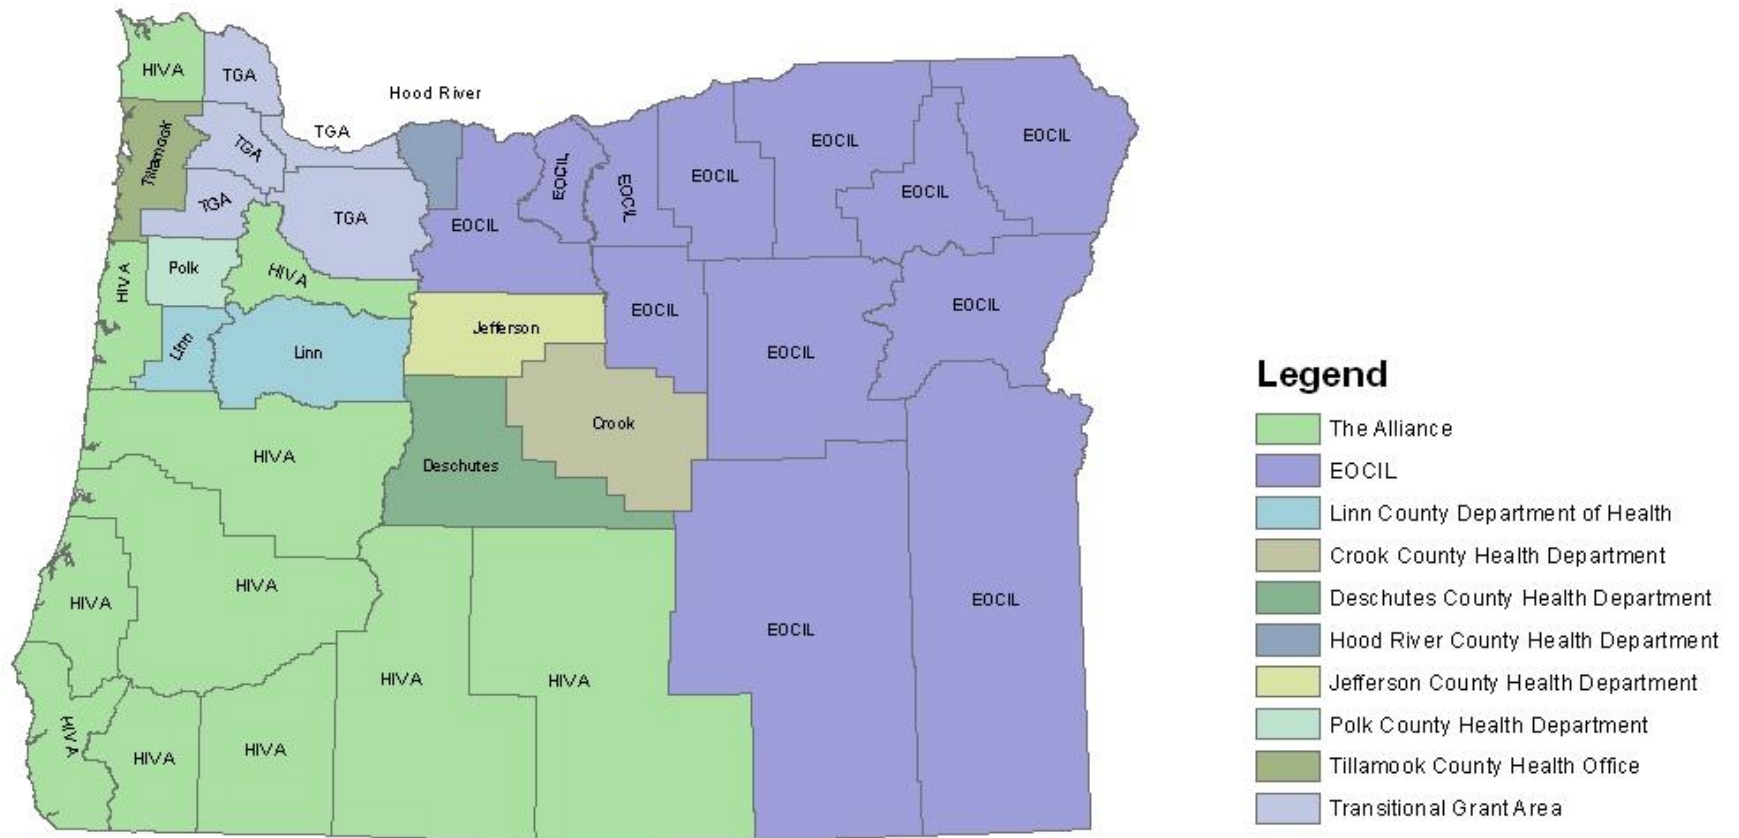 HIVA
TGA
Hood River
TGA
Tillamook
TGA
TGA
TGA
EOCIL
EOCIL
EOCIL
EOCIL
EOCIL
EOCIL
EOCIL
HIVA
Polk
HIVA
EOCIL
EOCIL
EOCIL
Linn
Linn
Jefferson
Crook
Deschutes
HIVA
HIVA
HIVA
HIVA
HIVA
HIVA
HIVA
HIVA
EOCIL
EOCIL
Legend
The Alliance
EOCIL
Linn County Department of Health
Crook County Health Department
Deschutes County Health Department
Hood River County Health Department
Jefferson County Health Department
Polk County Health Department
Tillamook County Health Office
Transitional Grant Area